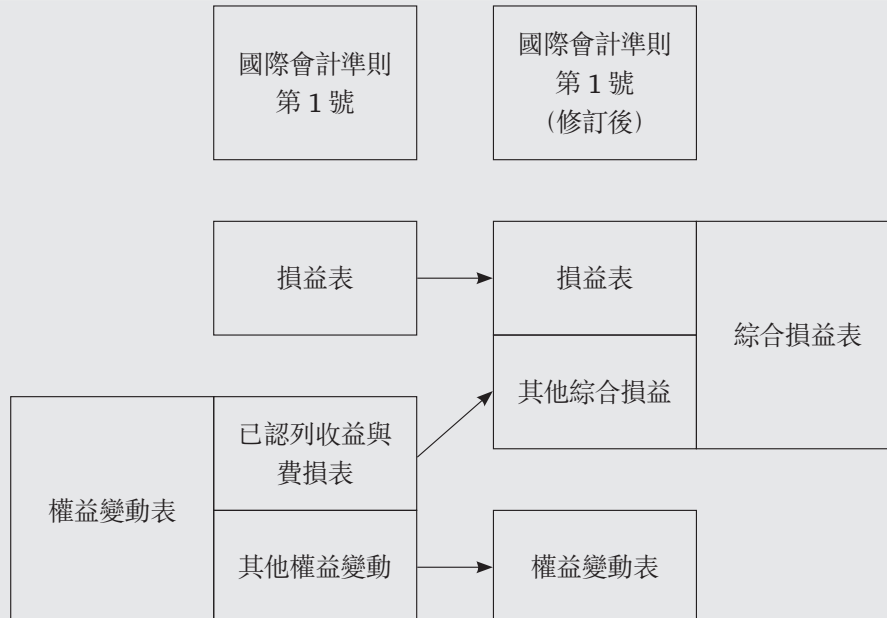 國際會計準則
第 1 號
國際會計準則
第 1 號
(修訂後)
損益表
損益表
綜合損益表
其他綜合損益
權益變動表
已認列收益與
費損表
其他權益變動
權益變動表